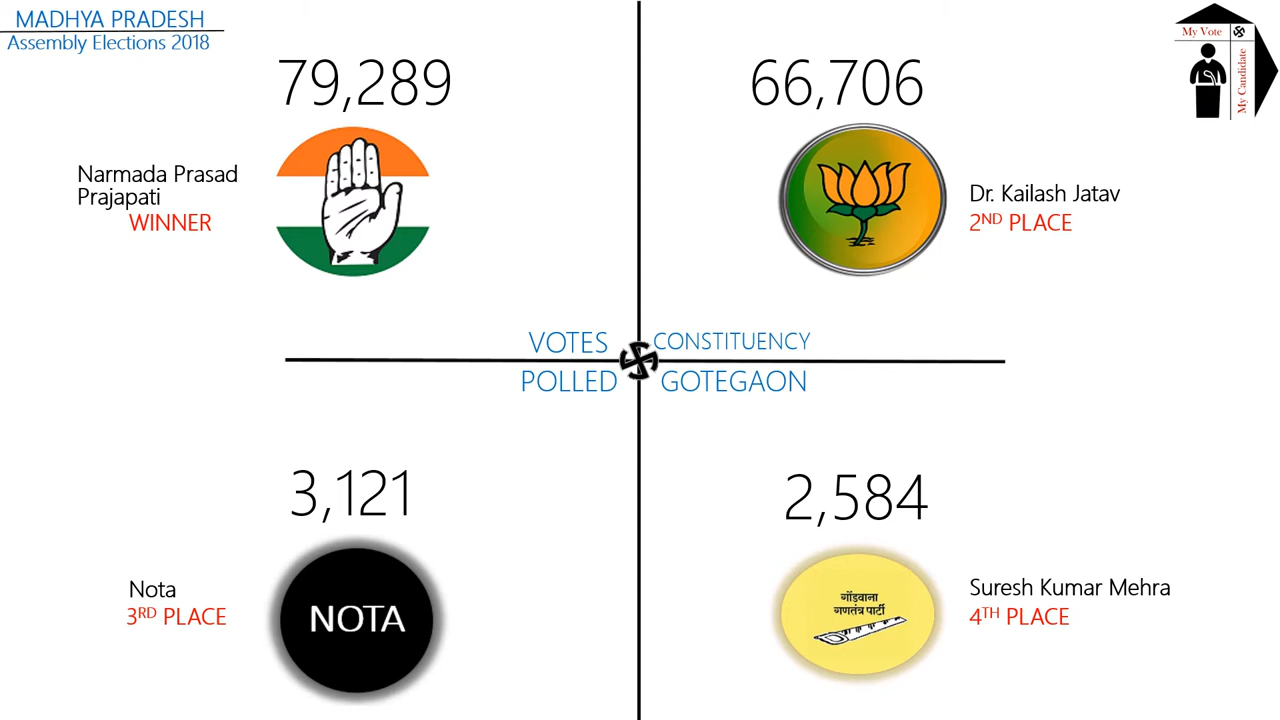 MADHYA PRADESH
Assembly Elections 2018
My Vote
My Candidate
79,289
Narmada Prasad
Prajapati
WINNER
66,706
Dr. Kailash Jatav
2ND PLACE
VOTES
POLLED
CONSTITUENCY
GOTEGAON
3,121
Nota
3RD PLACE
NOTA
2,584
गोंडवाना
गणतंत्र पार्टी
Suresh Kumar Mehra
4TH PLACE